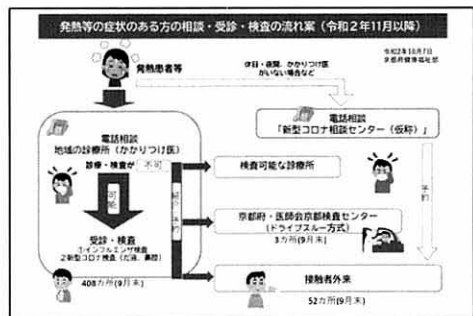 発熱等の症状のある方の相談・受診・検査の流れ案（令和２年11月以降）
令和2年10月7日
京都府健康福祉部
発熱患者等
休日・夜間、かかりつけ医
がいない場合など
電話相談
地域の診療所（かかりつけ医）
診療・検査が
不可
可能
紹介・予約
受診・検査
①インフルエンザ検査
2新型コロナ検査（だ液、鼻腔）
408カ所(9月末)
電話相談
「新型コロナ相談センター（仮称）」
検査可能な診療所
京都府・医師会京都検査センター
（ドライブスルー方式）
3カ所(9月末)
予約
接触者外来
52カ所(9月末)